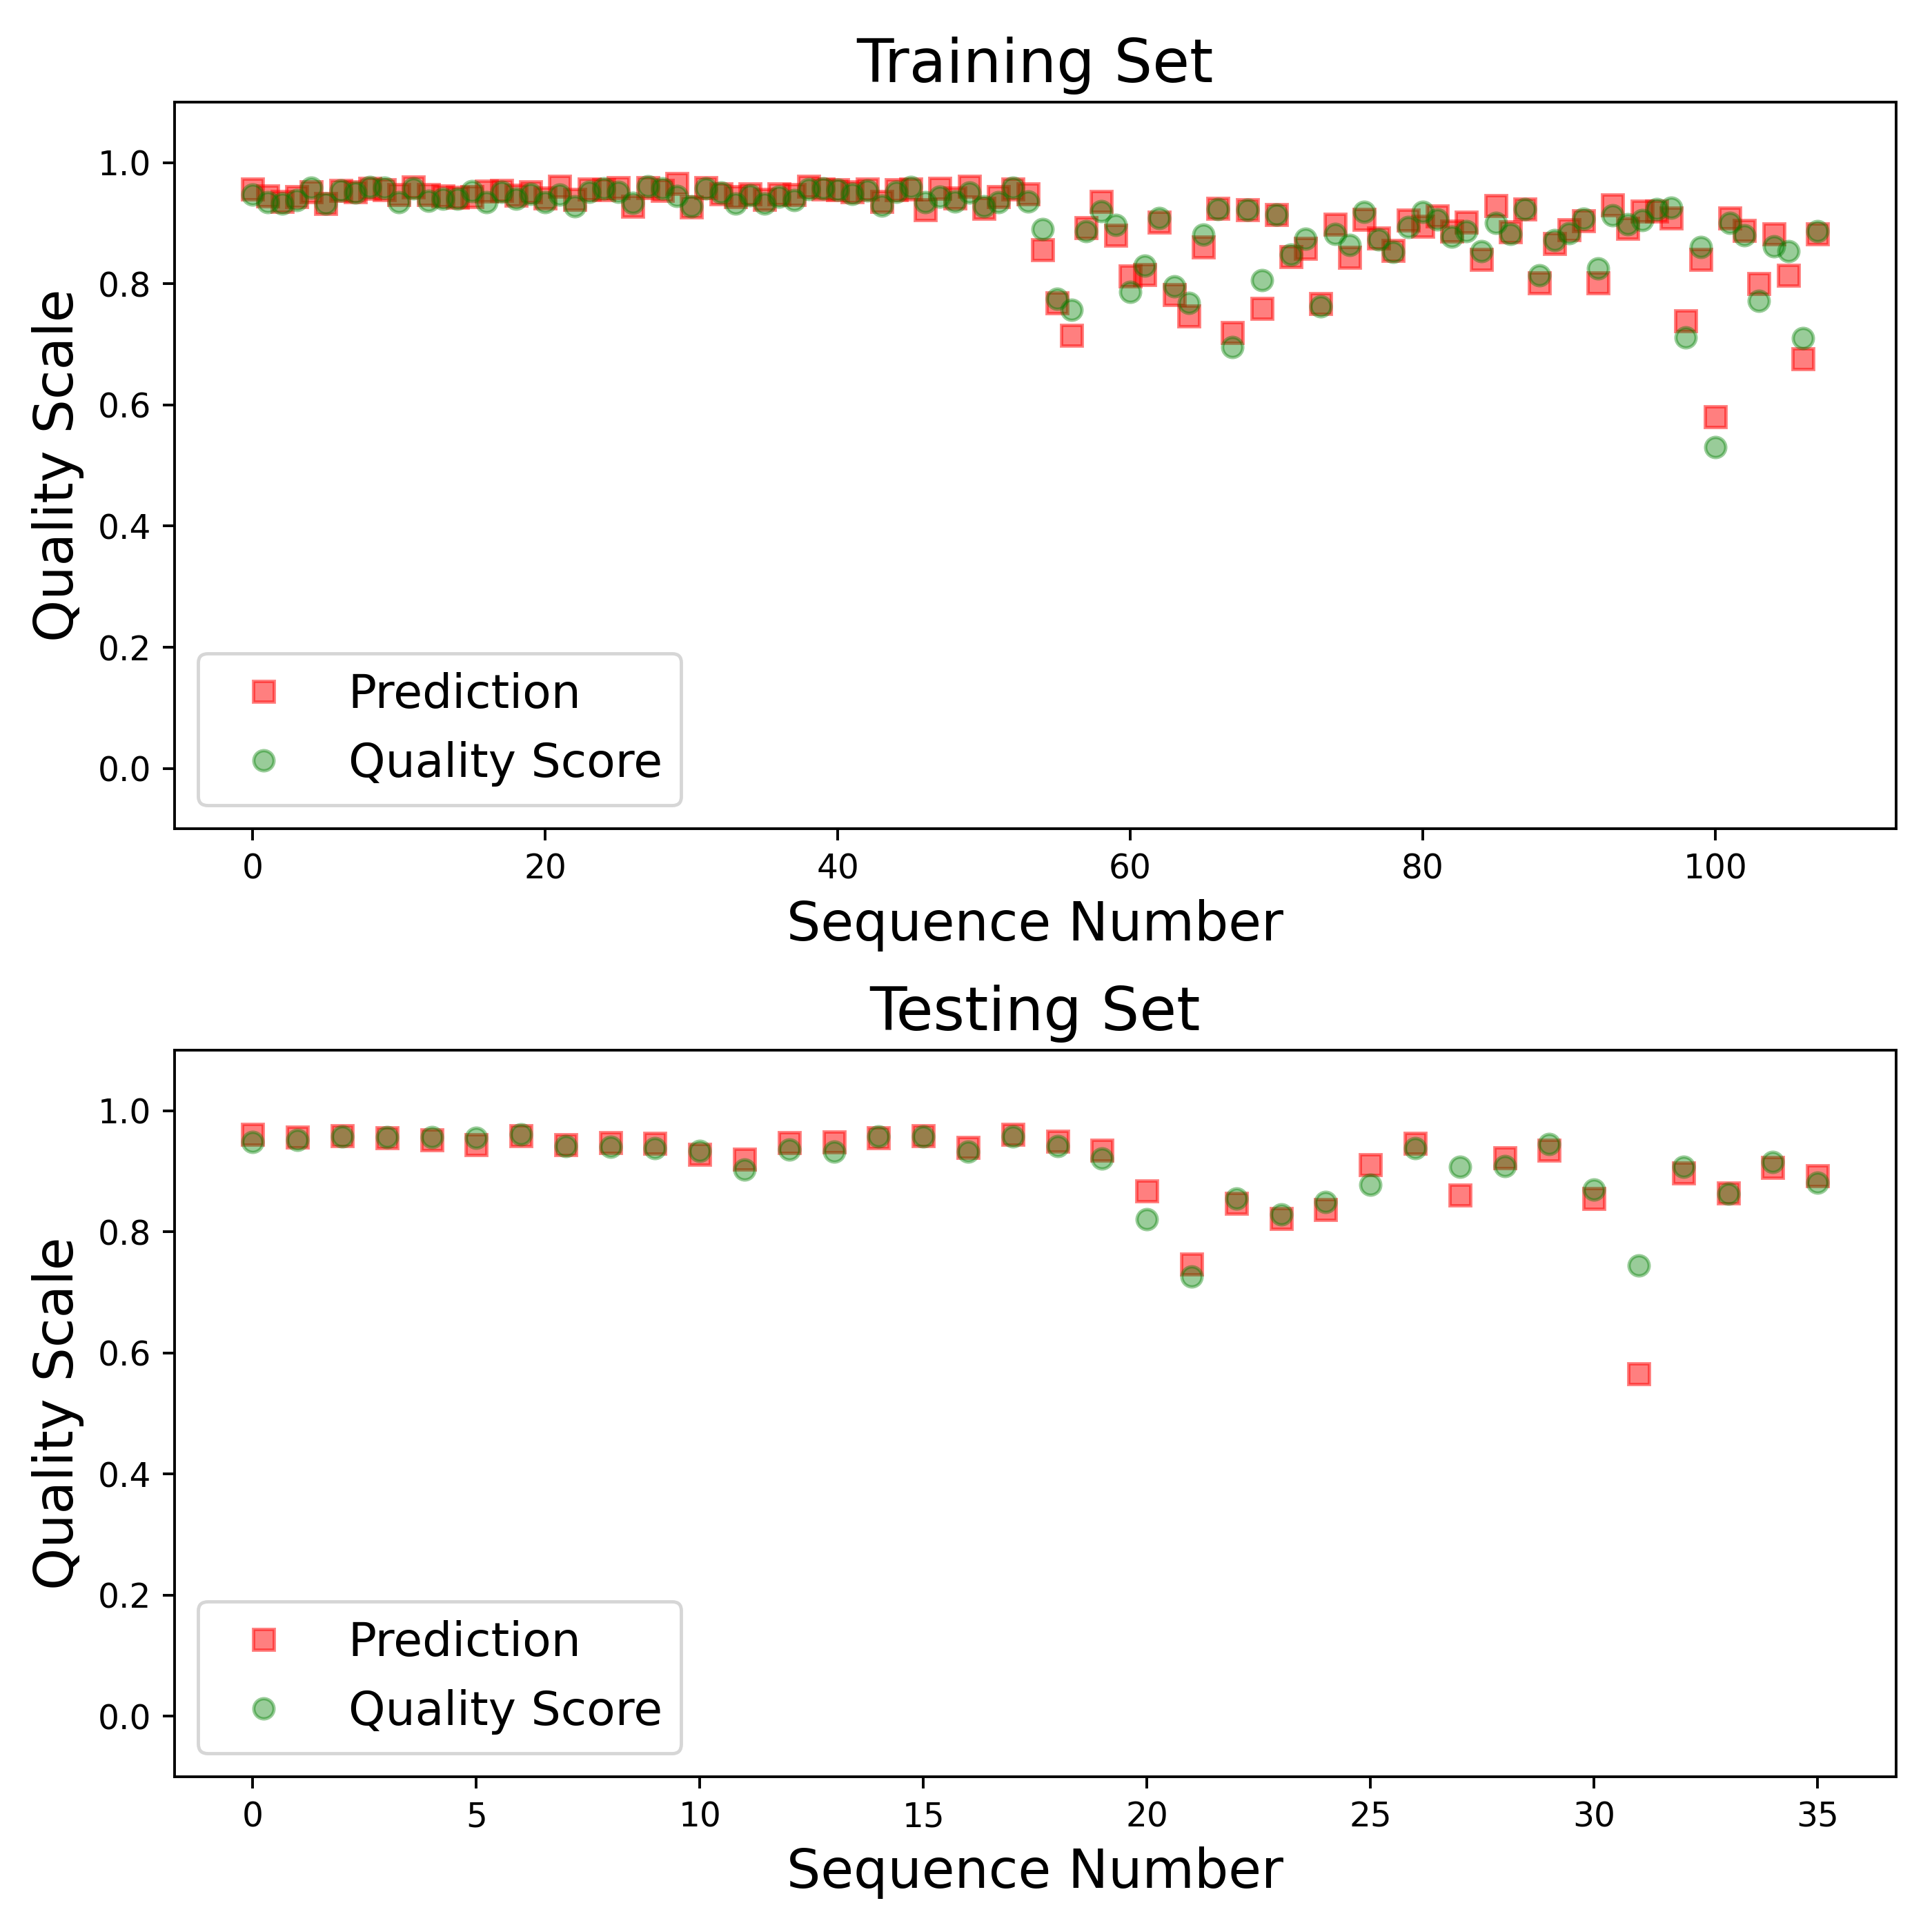 Training Set
1.0
0.8
0.6
0.4
0.2
0.0
Quality Scale
Prediction
Quality Score
0 20 40 60 80 100
Sequence Number
Testing Set
1.0
0.8
0.6
0.4
0.2
0.0
Quality Scale
Prediction
Quality Score
0 5 10 15 20 25 30 35
Sequence Number